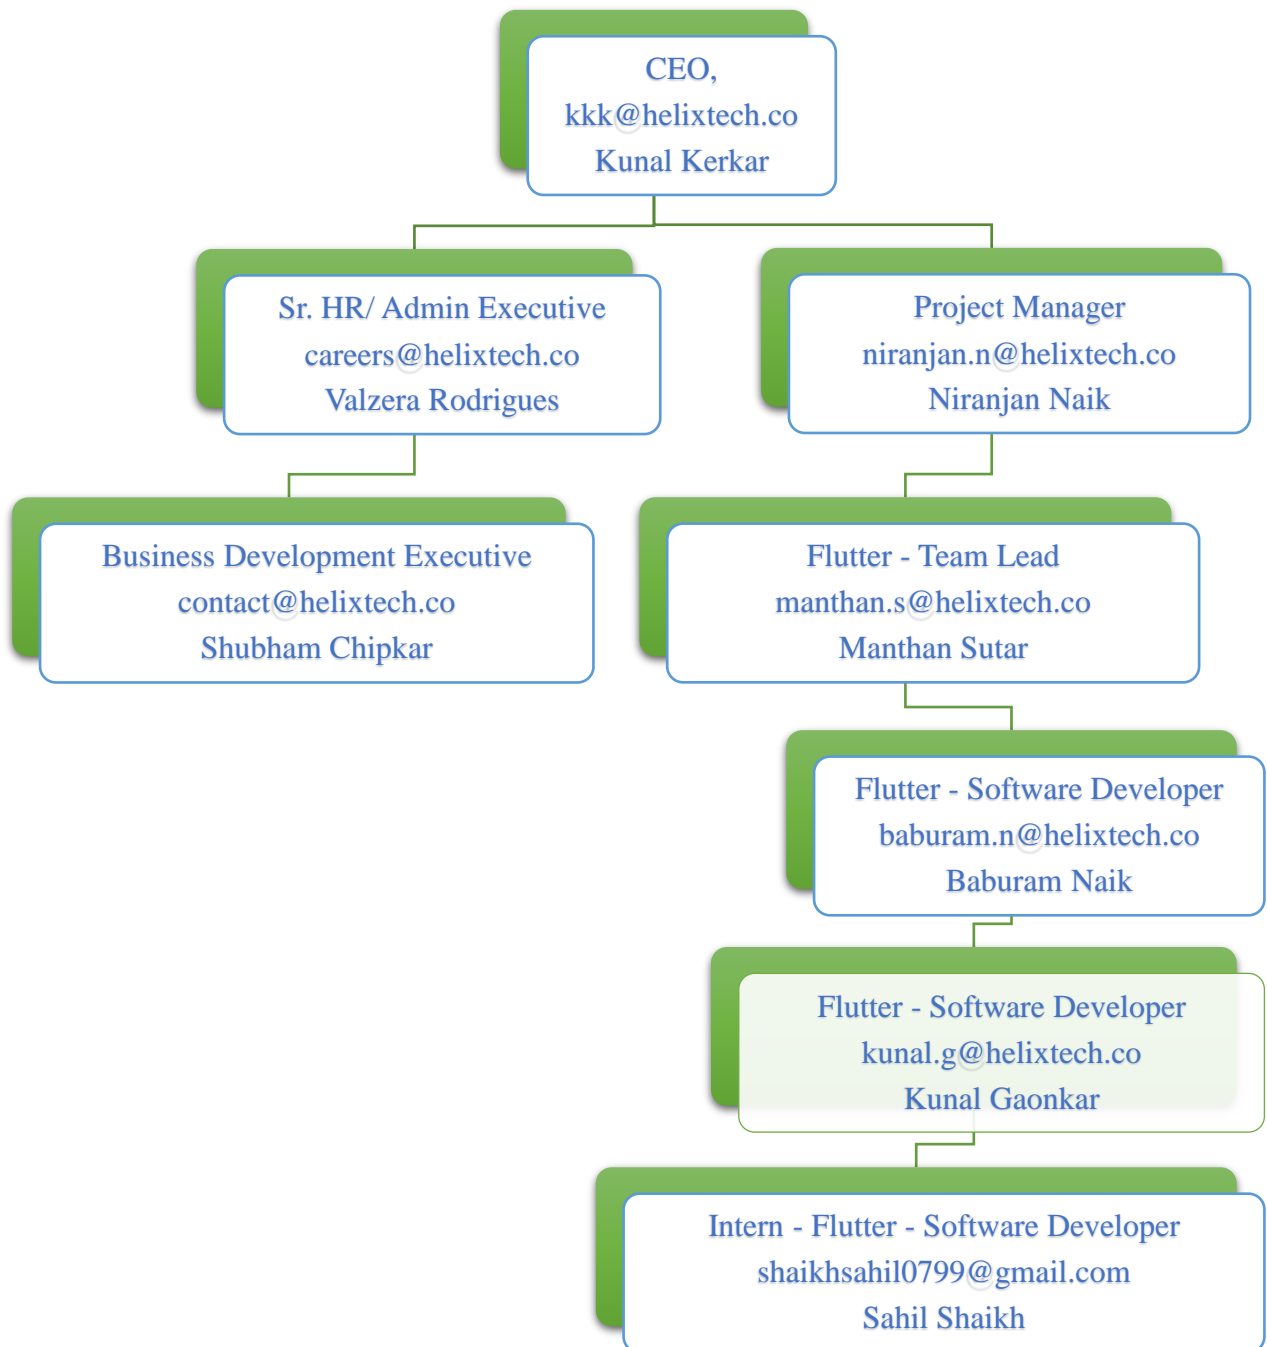 CEO,
kkk@helixtech.co
Kunal Kerkar
Sr. HR/ Admin Executive
careers@helixtech.co
Valzera Rodrigues
Project Manager
niranjan.n@helixtech.co
Niranjan Naik
Business Development Executive
contact@helixtech.co
Shubham Chipkar
Flutter - Team Lead
manthan.s@helixtech.co
Manthan Sutar
Flutter - Software Developer
baburam.n@helixtech.co
Baburam Naik
Flutter - Software Developer
kunal.g@helixtech.co
Kunal Gaonkar
Intern - Flutter - Software Developer
shaikhsahil0799@gmail.com
Sahil Shaikh